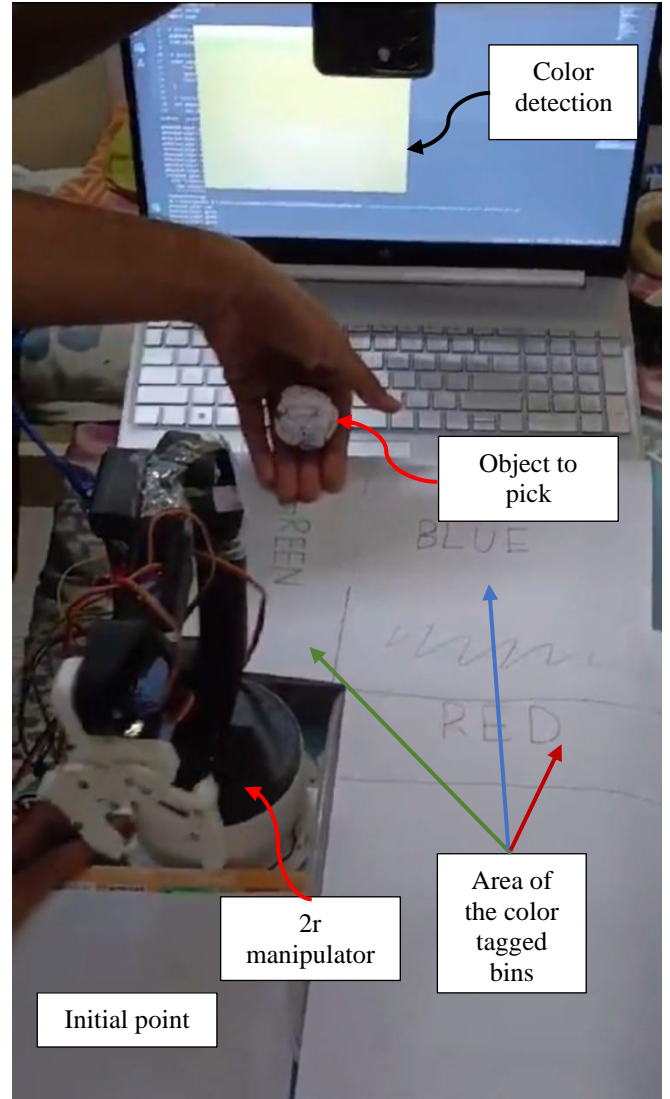 Color
detection
Object to
pick
GREEN
BLUE
RED
Area of
the color
tagged
bins
2r
manipulator
Initial point